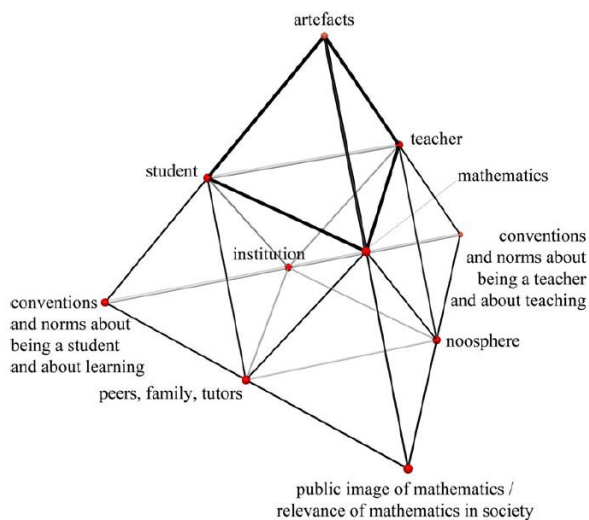 artefacts
teacher
student
mathematics
institution
conventions
and norms about
being a teacher
and about teaching
conventions
and norms about
being a student
and about learning
noosphere
peers, family, tutors
public image of mathematics /
relevance of mathematics in society